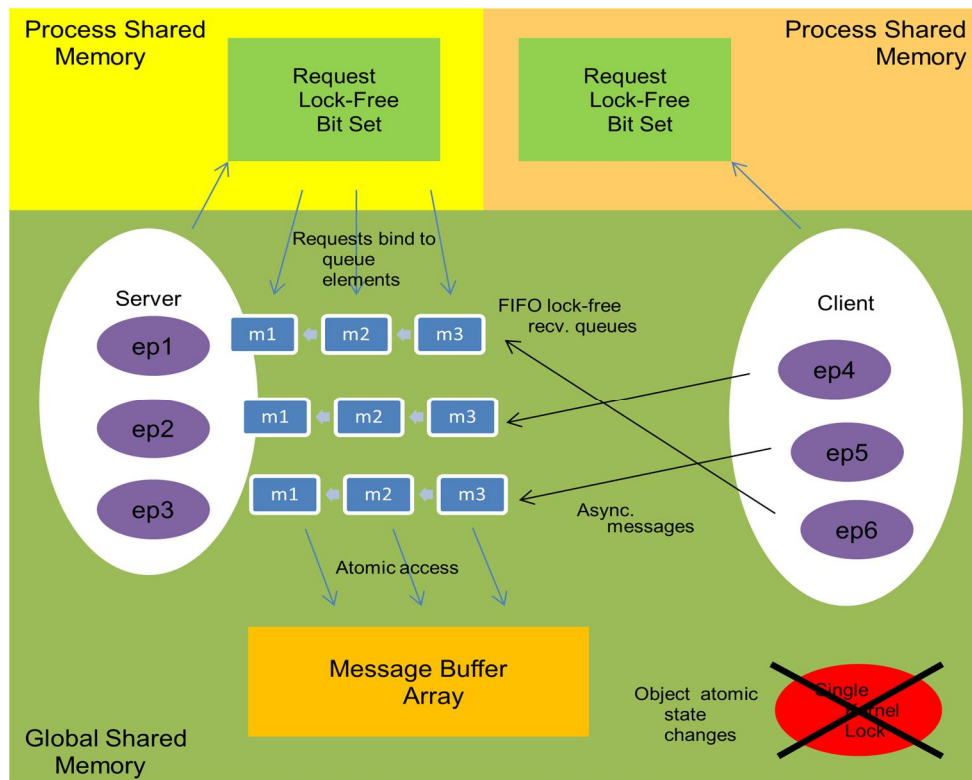 Process Shared
Memory
Request
Lock-Free
Bit Set
Request
Lock-Free
Bit Set
Process Shared
Memory
Requests bind to
queue
elements
Server
ep1
ep2
ep3
m1
m2
m3
m1
m2
m3
m1
m2
m3
FIFO lock-free
recv. queues
Client
ep4
ep5
ep6
Async.
messages
Atomic access
Message Buffer
Array
Object atomic
state
changes
Single
Kernel
Lock
Global Shared
Memory